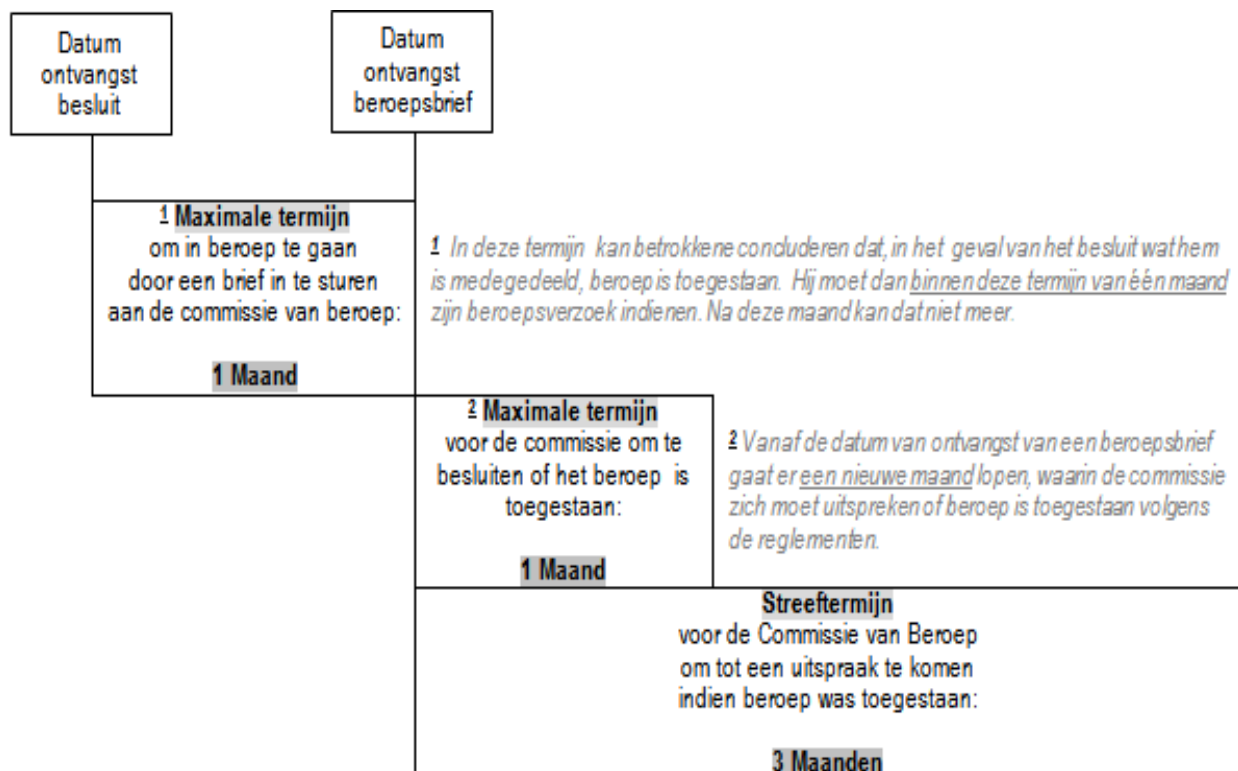 Datum
ontvangst
besluit
Datum
ontvangst
beroepsbrief
1 Maximale termijn
om in beroep te gaan
door een brief in te sturen
aan de commissie van beroep:
1 Maand
1 In deze termijn kan betrokkene concluderen dat, in het geval van het besluit wat hem
is medegedeeld, beroep is toegestaan. Hij moet dan binnen deze termijn van één maand
zijn beroepsverzoek indienen. Na deze maand kan dat niet meer.
2 Maximale termijn
voor de commissie om te
besluiten of het beroep is
toegestaan:
1 Maand
2 Vanaf de datum van ontvangst van een beroepsbrief
gaat er een nieuwe maand lopen, waarin de commissie
zich moet uitspreken of beroep is toegestaan volgens
de reglementen.
Streeftermijn
voor de Commissie van Beroep
om tot een uitspraak te komen
indien beroep was toegestaan:
3 Maanden